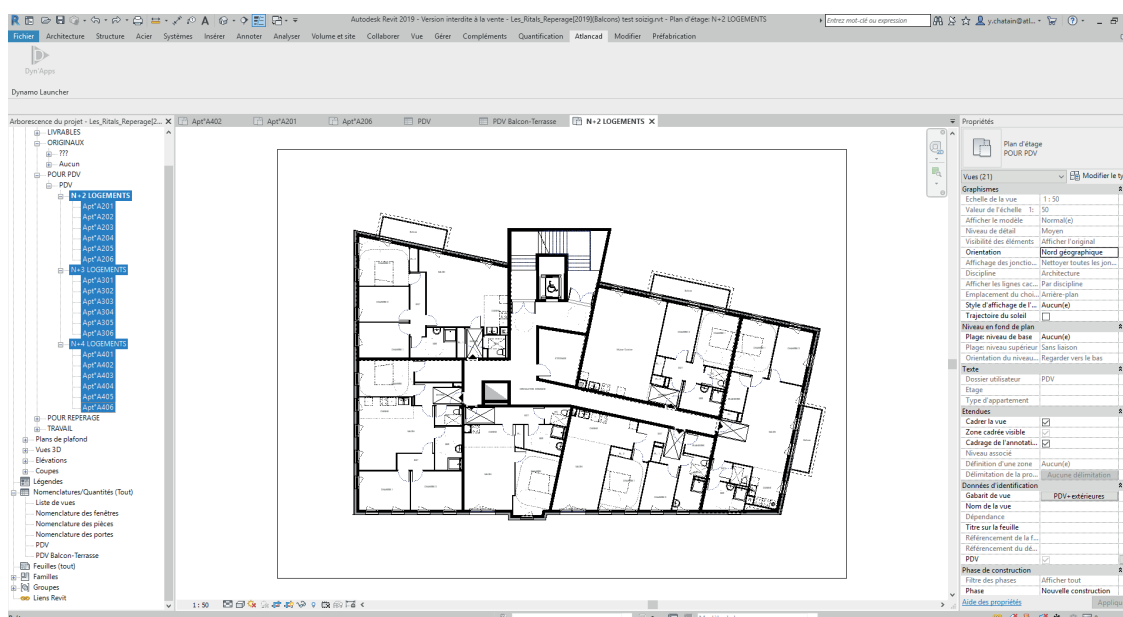 Autodesk Revit 2019 - Version interdite à la vente - Les_Ritals_Reperage[2019](Balcons) test soizig.rvt - Plan d'étage: N+2 LOGEMENTS
Entrez mot-clé ou expression
y.chatain@atl...
Fichier Architecture Structure Acier Systèmes Insérer Annoter Analyser Volume et site Collaborer Vue Gérer Compléments Quantification Atlancad Modifier Préfabrication
Dyn'Apps
Dynamo Launcher
Arborescence du projet - Les_Ritals_Reperage[2...
Apt°A402 Apt°A201 Apt°A206 PDV PDV Balcon-Terrasse N+2 LOGEMENTS
LIVRABLES
ORIGINAUX
???
Aucun
POUR PDV
PDV
N+2 LOGEMENTS
Apt°A201
Apt°A202
Apt°A203
Apt°A204
Apt°A205
Apt°A206
N+3 LOGEMENTS
Apt°A301
Apt°A302
Apt°A303
Apt°A304
Apt°A305
Apt°A306
N+4 LOGEMENTS
Apt°A401
Apt°A402
Apt°A403
Apt°A404
Apt°A405
Apt°A406
POUR REPERAGE
TRAVAIL
Plans de plafond
Vues 3D
Elévations
Coupes
Légendes
Nomenclatures/Quantités (Tout)
Liste de vues
Nomenclature des fenêtres
Nomenclature des pièces
Nomenclature des portes
PDV
PDV Balcon-Terrasse
Feuilles (tout)
Familles
Groupes
Liens Revit
1 : 50
Propriétés
Plan d'étage
POUR PDV
Vues (21) Modifier le ty
Graphismes
Echelle de la vue 1 : 50
Valeur de l'échelle 1: 50
Afficher le modèle Normal(e)
Niveau de détail Moyen
Visibilité des éléments Afficher l'original
Orientation Nord géographique
Affichage des jonctio... Nettoyer toutes les jon...
Discipline Architecture
Afficher les lignes cac... Par discipline
Emplacement du choi... Arrière-plan
Style d'affichage de l'... Aucun(e)
Trajectoire du soleil
Niveau en fond de plan
Plage: niveau de base Aucun(e)
Plage: niveau supérieur Sans liaison
Orientation du niveau... Regarder vers le bas
Texte
Dossier utilisateur PDV
Etage
Type d'appartement
Etendues
Cadrer la vue
Zone cadrée visible
Cadrage de l'annotati...
Niveau associé
Définition d'une zone Aucun(e)
Délimitation de la pro... Aucune délimitation
Données d'identification
Gabarit de vue PDV+extérieures
Nom de la vue
Dépendance
Titre sur la feuille
Référencement de la f...
Référencement du dé...
PDV
Phase de construction
Filtre des phases Afficher tout
Phase Nouvelle construction
Aide des propriétés Appliqu